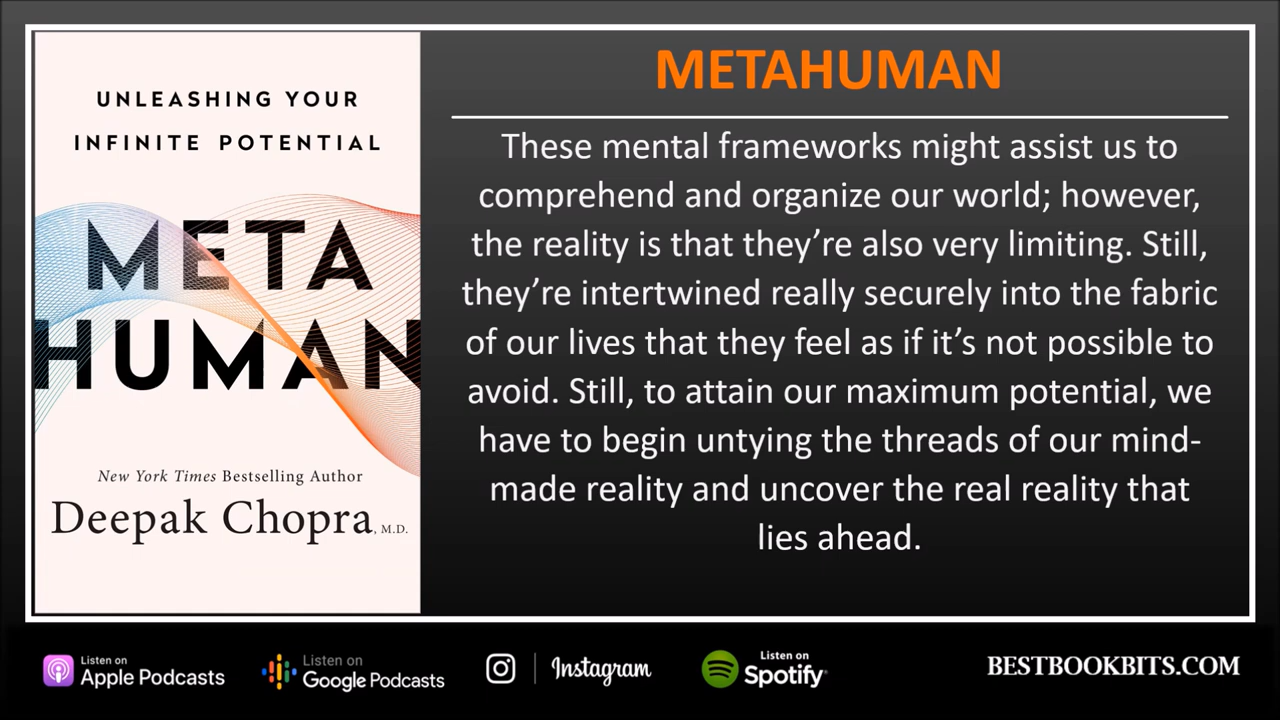 UNLEASHING YOUR
INFINITE POTENTIAL
META
HUMAN
New York Times Bestselling Author
Deepak Chopra, M.D.
METAHUMAN
These mental frameworks might assist us to
comprehend and organize our world; however,
the reality is that they’re also very limiting. Still,
they’re intertwined really securely into the fabric
of our lives that they feel as if it’s not possible to
avoid. Still, to attain our maximum potential, we
have to begin untying the threads of our mind-
made reality and uncover the real reality that
lies ahead.
Listen on
Apple Podcasts
Listen on
Google Podcasts
Instagram
Listen on
Spotify
BESTBOOKBITS.COM